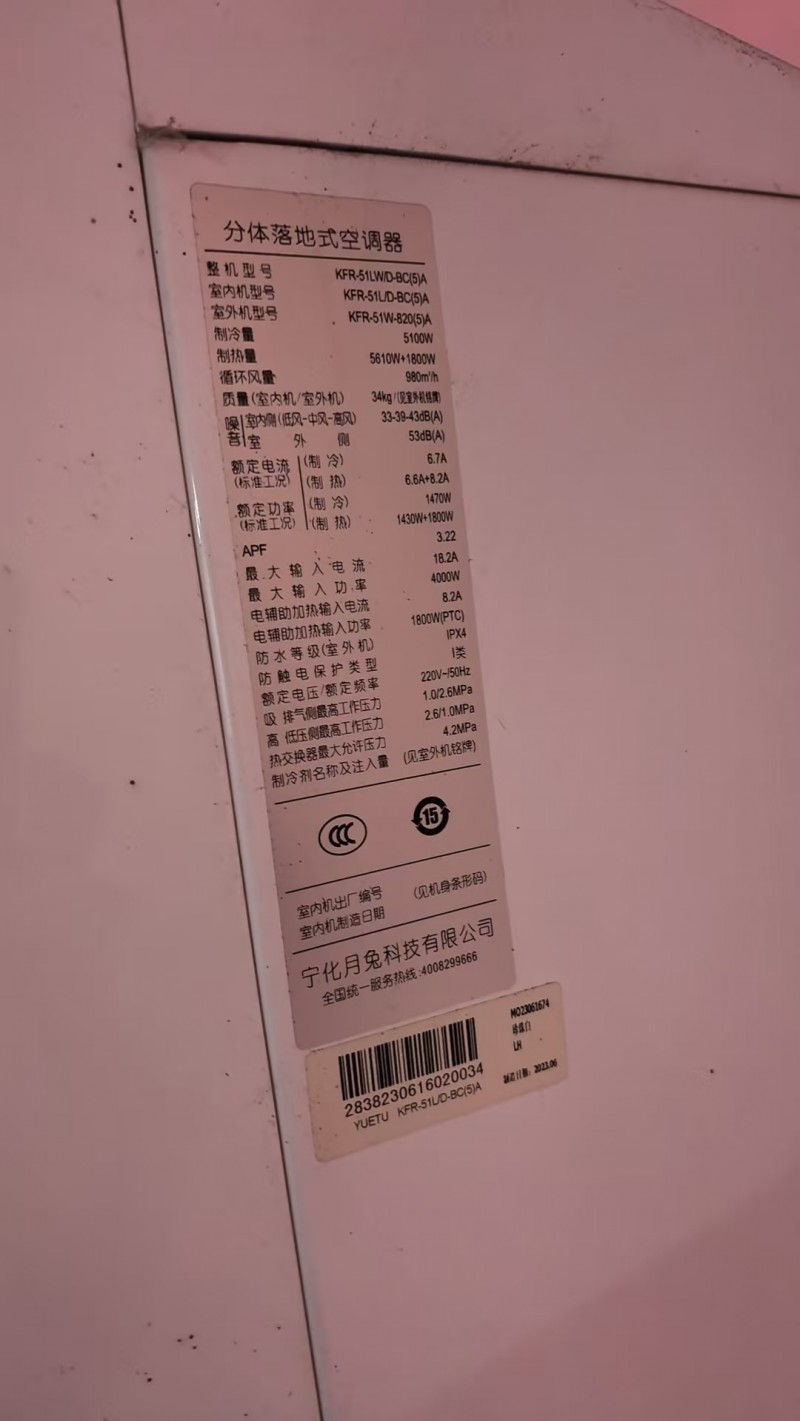 分体落地式空调器
整机型号 KFR-51LW/D-BC(5)A
室内机型号 KFR-51L/D-BC(5)A
室外机型号 KFR-51W-820(5)A
制冷量 5100W
制热量 5610W+1800W
循环风量 980m³/h
质量(室内机/室外机) 34kg/(见室外机铭牌)
噪音 室内侧(低风-中风-高风) 33-39-43dB(A)
室外侧 53dB(A)
额定电流(标准工况) (制冷) 6.7A
(制热) 6.6A+8.2A
额定功率(标准工况) (制冷) 1470W
(制热) 1430W+1800W
APF 3.22
最大输入电流 18.2A
最大输入功率 4000W
电辅助加热输入电流 8.2A
电辅助加热输入功率 1800W(PTC)
防水等级(室外机) IPX4
防触电保护类型 I类
额定电压/额定频率 220V~/50Hz
吸 排气侧最高工作压力 1.0/2.6MPa
高 低压侧最高工作压力 2.6/1.0MPa
热交换器最大允许压力 4.2MPa
制冷剂名称及注入量 (见室外机铭牌)
CCC 15
室内机出厂编号 (见机身条形码)
室内机制造日期
宁化月兔科技有限公司
全国统一服务热线:4008299666
MO23061674
LH
制造日期: 2023.06
2838230616020034
YUETU KFR-51L/D-BC(5)A